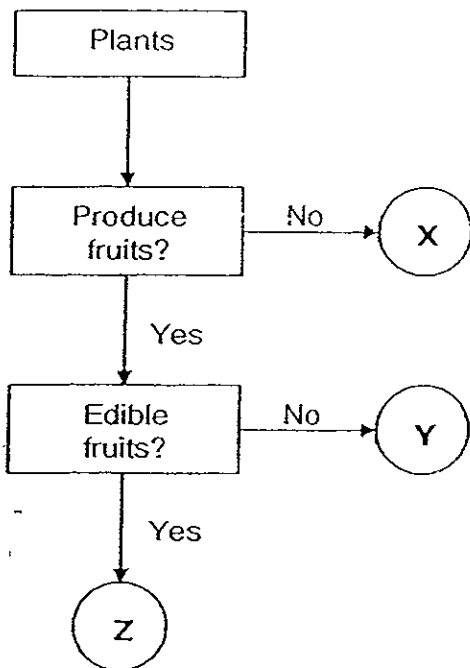 Plants
Produce
fruits?
No
X
Yes
Edible
fruits?
No
Y
Yes
Z